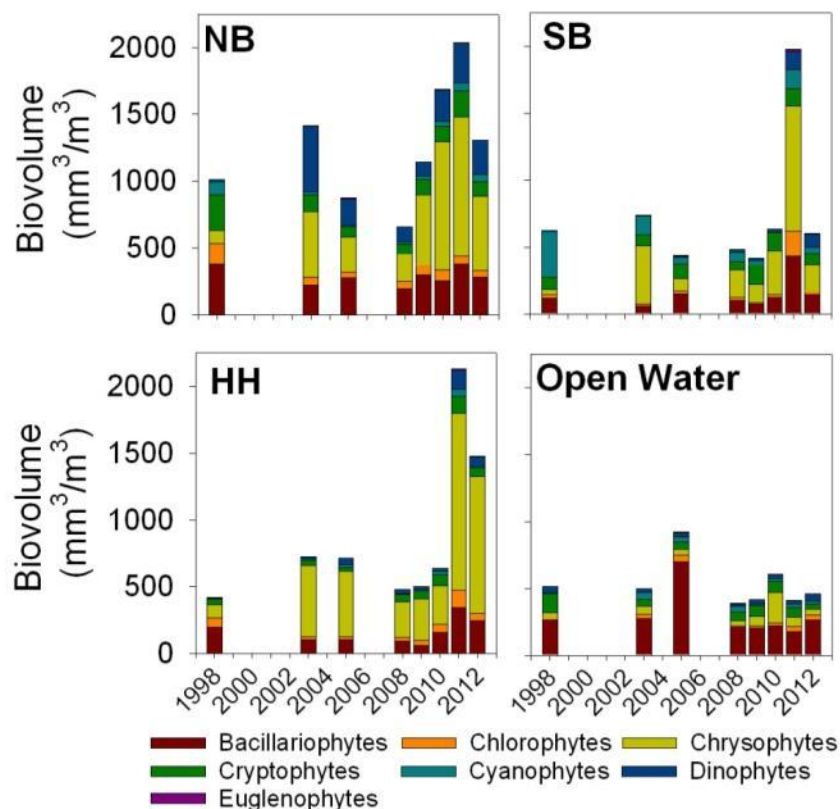 NB
SB
2000
1500
1000
500
0
Biovolume
(mm³/m³)
HH
Open Water
2000
1500
1000
500
0
Biovolume
(mm³/m³)
1998
2000
2002
2004
2006
2008
2010
2012
1998
2000
2002
2004
2006
2008
2010
2012
Bacillariophytes
Chlorophytes
Chrysophytes
Cryptophytes
Cyanophytes
Dinophytes
Euglenophytes